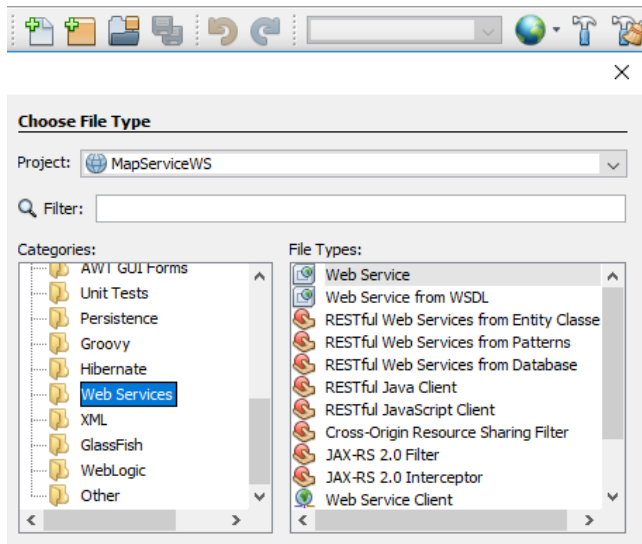 Choose File Type
Project: MapServiceWS
Filter:
Categories:
AWT GUI Forms
Unit Tests
Persistence
Groovy
Hibernate
Web Services
XML
GlassFish
WebLogic
Other
File Types:
Web Service
Web Service from WSDL
RESTful Web Services from Entity Classe
RESTful Web Services from Patterns
RESTful Web Services from Database
RESTful Java Client
RESTful JavaScript Client
Cross-Origin Resource Sharing Filter
JAX-RS 2.0 Filter
JAX-RS 2.0 Interceptor
Web Service Client